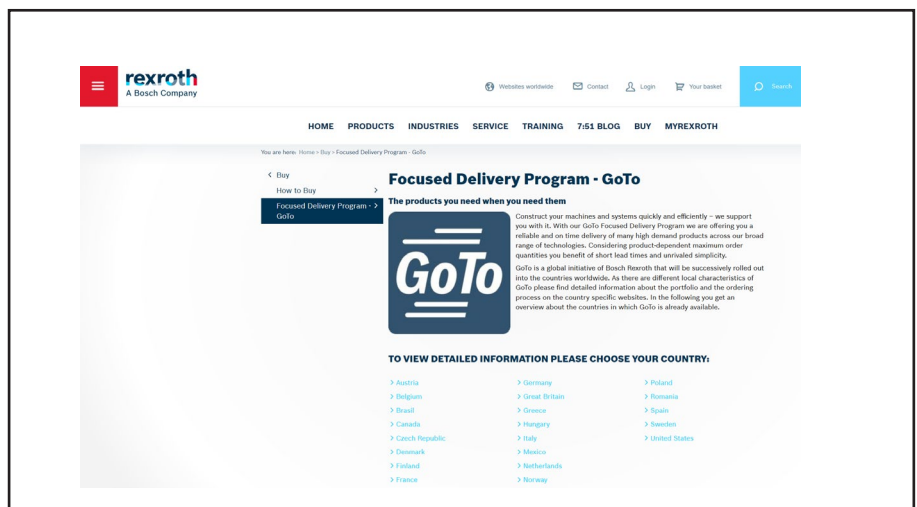 rexroth
A Bosch Company
Websites worldwide
Contact
Login
Your basket
Search
HOME PRODUCTS INDUSTRIES SERVICE TRAINING 7:51 BLOG BUY MYREXROTH
You are here: Home > Buy > Focused Delivery Program - GoTo
< Buy
How to Buy >
Focused Delivery Program - >
GoTo
Focused Delivery Program - GoTo
The products you need when you need them
GoTo
Construct your machines and systems quickly and efficiently – we support
you with it. With our GoTo Focused Delivery Program we are offering you a
reliable and on time delivery of many high demand products across our broad
range of technologies. Considering product-dependent maximum order
quantities you benefit of short lead times and unrivaled simplicity.
GoTo is a global initiative of Bosch Rexroth that will be successively rolled out
into the countries worldwide. As there are different local characteristics of
GoTo please find detailed information about the portfolio and the ordering
process on the country specific websites. In the following you get an
overview about the countries in which GoTo is already available.
TO VIEW DETAILED INFORMATION PLEASE CHOOSE YOUR COUNTRY:
> Austria
> Belgium
> Brasil
> Canada
> Czech Republic
> Denmark
> Finland
> France
> Germany
> Great Britain
> Greece
> Hungary
> Italy
> Mexico
> Netherlands
> Norway
> Poland
> Romania
> Spain
> Sweden
> United States